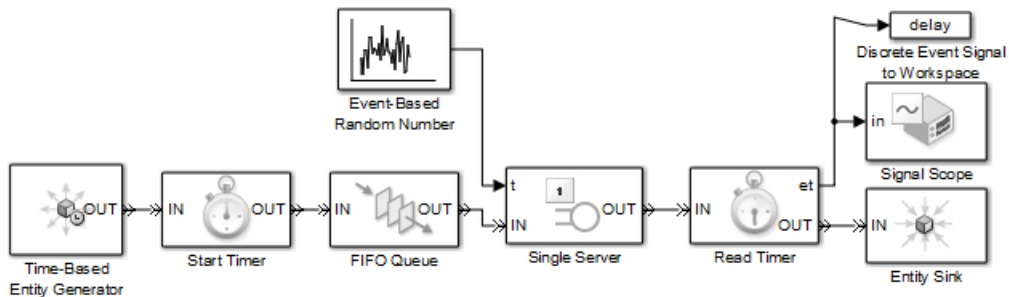 delay
Discrete Event Signal
to Workspace
Event-Based
Random Number
in
Signal Scope
OUT
Time-Based
Entity Generator
IN
OUT
Start Timer
IN
OUT
FIFO Queue
t
IN
1
OUT
Single Server
IN
et
OUT
Read Timer
IN
Entity Sink